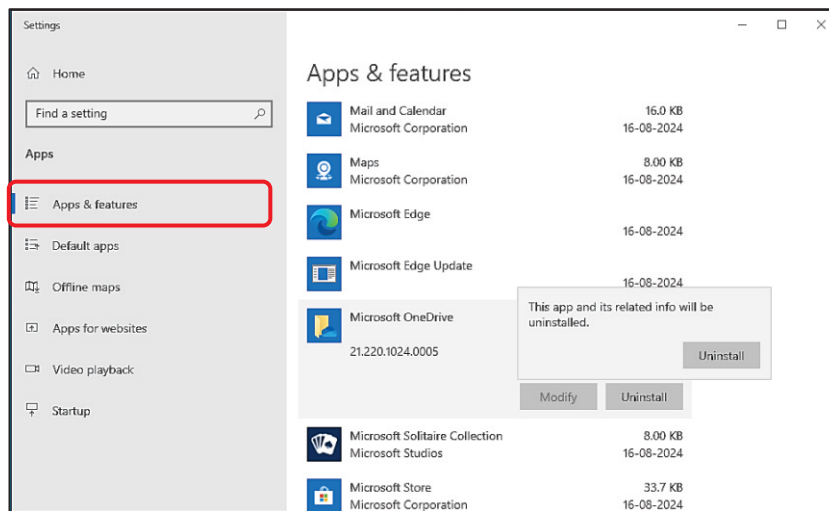 Settings
Home
Find a setting
Apps
Apps & features
Default apps
Offline maps
Apps for websites
Video playback
Startup
Apps & features
Mail and Calendar 16.0 KB
Microsoft Corporation 16-08-2024
Maps 8.00 KB
Microsoft Corporation 16-08-2024
Microsoft Edge
16-08-2024
Microsoft Edge Update
16-08-2024
Microsoft OneDrive
21.220.1024.0005
This app and its related info will be
uninstalled.
Uninstall
Modify Uninstall
Microsoft Solitaire Collection 8.00 KB
Microsoft Studios 16-08-2024
Microsoft Store 33.7 KB
Microsoft Corporation 16-08-2024